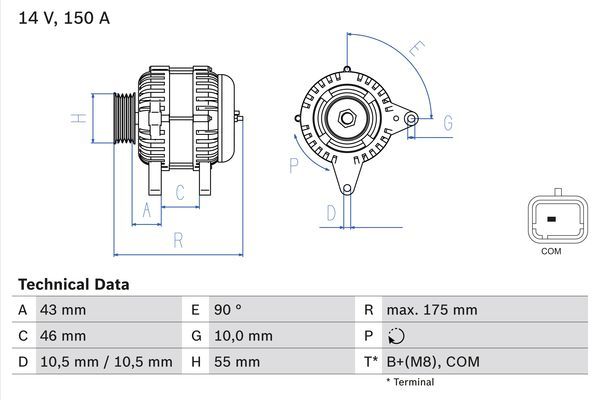 14 V, 150 A
H
A
C
R
E
G
P
D
COM
Technical Data
A 43 mm E 90 ° R max. 175 mm
C 46 mm G 10,0 mm P
D 10,5 mm / 10,5 mm H 55 mm T* B+(M8), COM
* Terminal